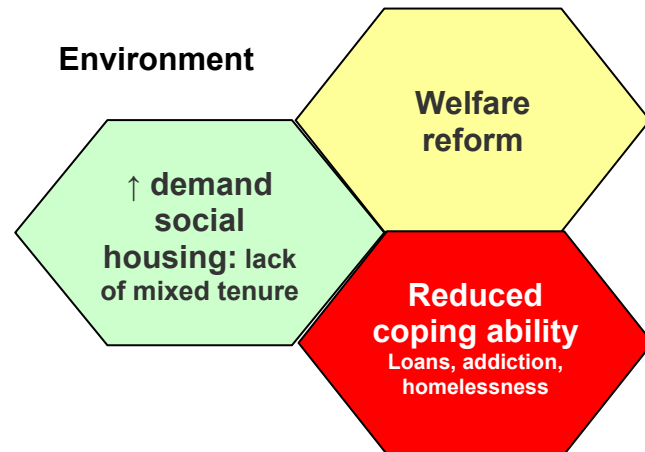 Environment
Welfare
reform
↑ demand
social
housing: lack
of mixed tenure
Reduced
coping ability
Loans, addiction,
homelessness